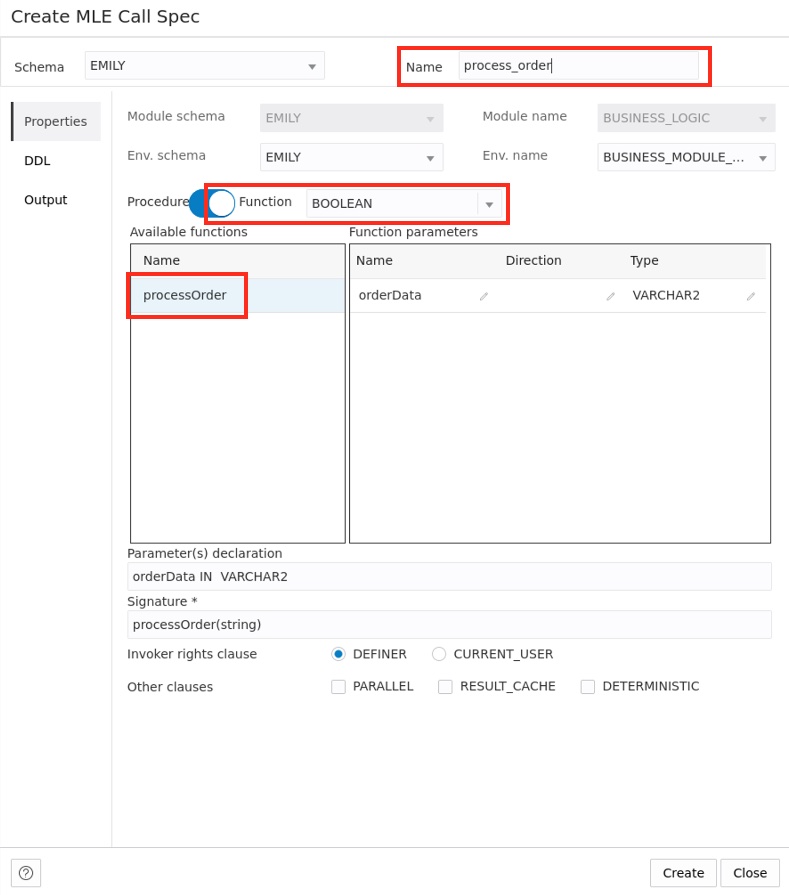 Create MLE Call Spec
Schema EMILY Name process_order
Properties
DDL
Output
Module schema EMILY Module name BUSINESS_LOGIC
Env. schema EMILY Env. name BUSINESS_MODULE_...
Procedure Function BOOLEAN
Available functions Function parameters
Name Name Direction Type
processOrder orderData VARCHAR2
Parameter(s) declaration
orderData IN VARCHAR2
Signature *
processOrder(string)
Invoker rights clause DEFINER CURRENT_USER
Other clauses PARALLEL RESULT_CACHE DETERMINISTIC
? Create Close